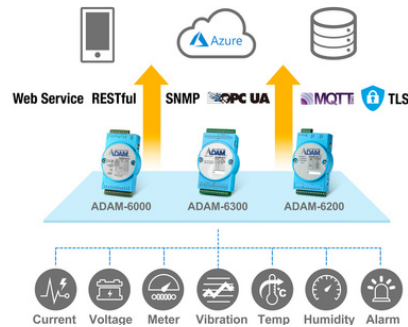 Azure
Web Service RESTful SNMP OPC UA MQTT TLS
ADAM ADAM ADAM
ADAM-6000 ADAM-6300 ADAM-6200
°C
Current Voltage Meter Vibration Temp Humidity Alarm